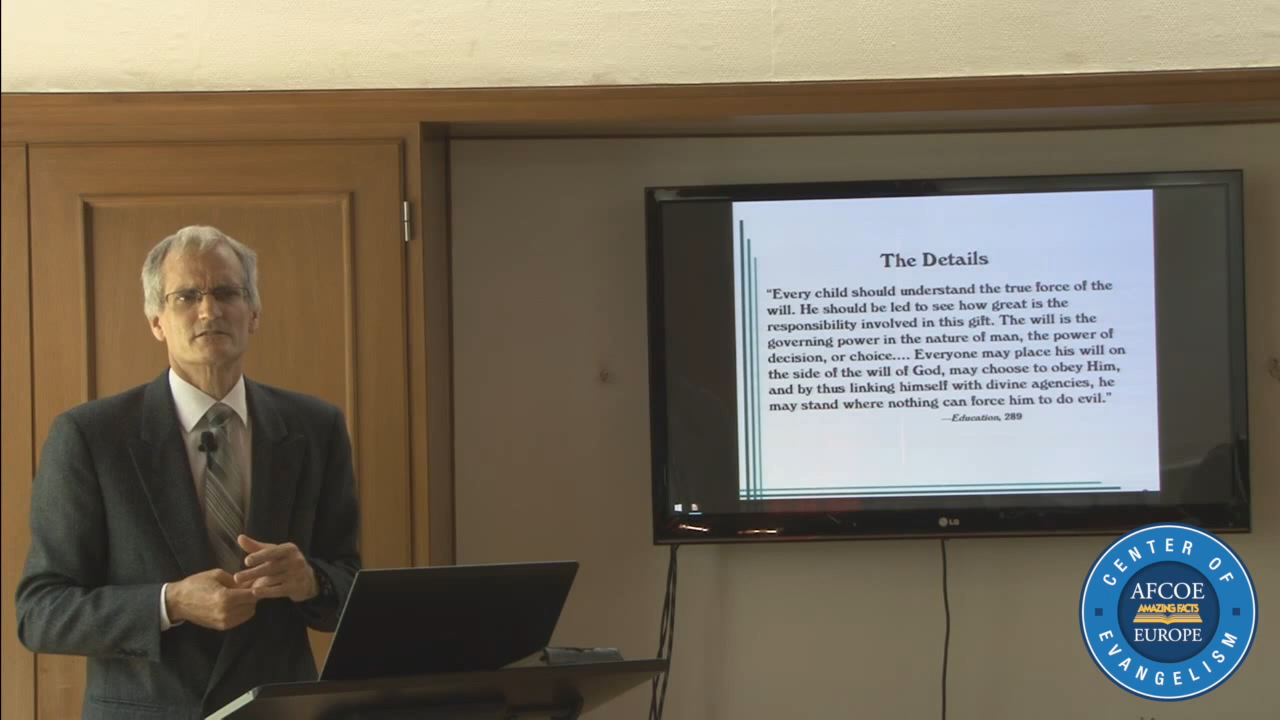 The Details
“Every child should understand the true force of the
will. He should be led to see how great is the
responsibility involved in this gift. The will is the
governing power in the nature of man, the power of
decision, or choice.... Everyone may place his will on
the side of the will of God, may choose to obey Him,
and by thus linking himself with divine agencies, he
may stand where nothing can force him to do evil.”
—Education, 289
LG
CENTER OF
AFCOE
AMAZING FACTS
EUROPE
EVANGELISM